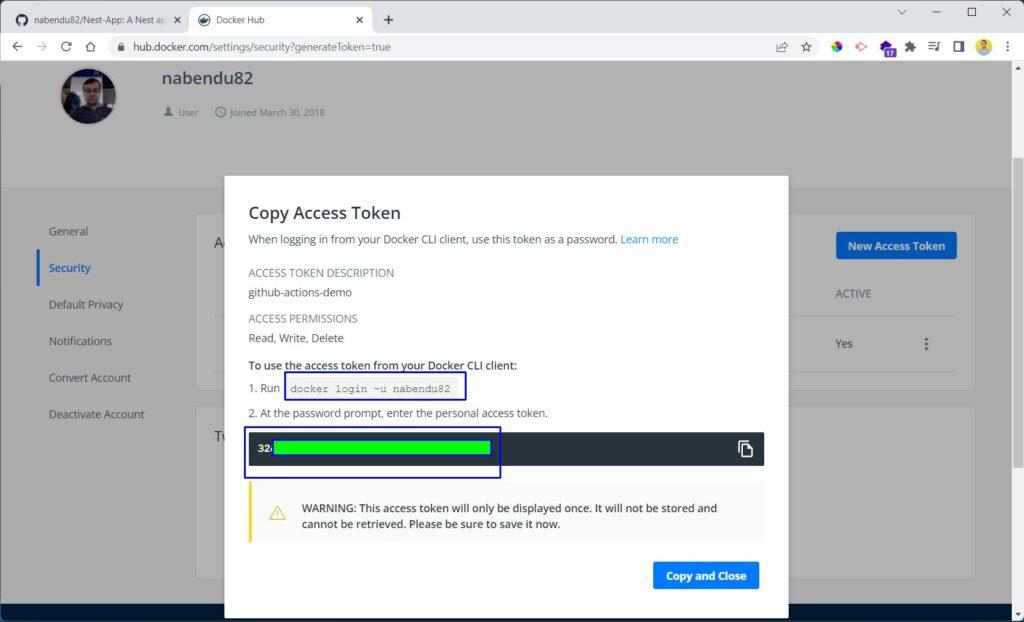 nabendu82/Nest-App: A Nest ap
Docker Hub
hub.docker.com/settings/security?generateToken=true
17
nabendu82
User
Joined March 30, 2018
General
Security
Default Privacy
Notifications
Convert Account
Deactivate Account
New Access Token
ACTIVE
Yes
Copy Access Token
When logging in from your Docker CLI client, use this token as a password. Learn more
ACCESS TOKEN DESCRIPTION
github-actions-demo
ACCESS PERMISSIONS
Read, Write, Delete
To use the access token from your Docker CLI client:
1. Run docker login -u nabendu82
2. At the password prompt, enter the personal access token.
32
WARNING: This access token will only be displayed once. It will not be stored and
cannot be retrieved. Please be sure to save it now.
Copy and Close